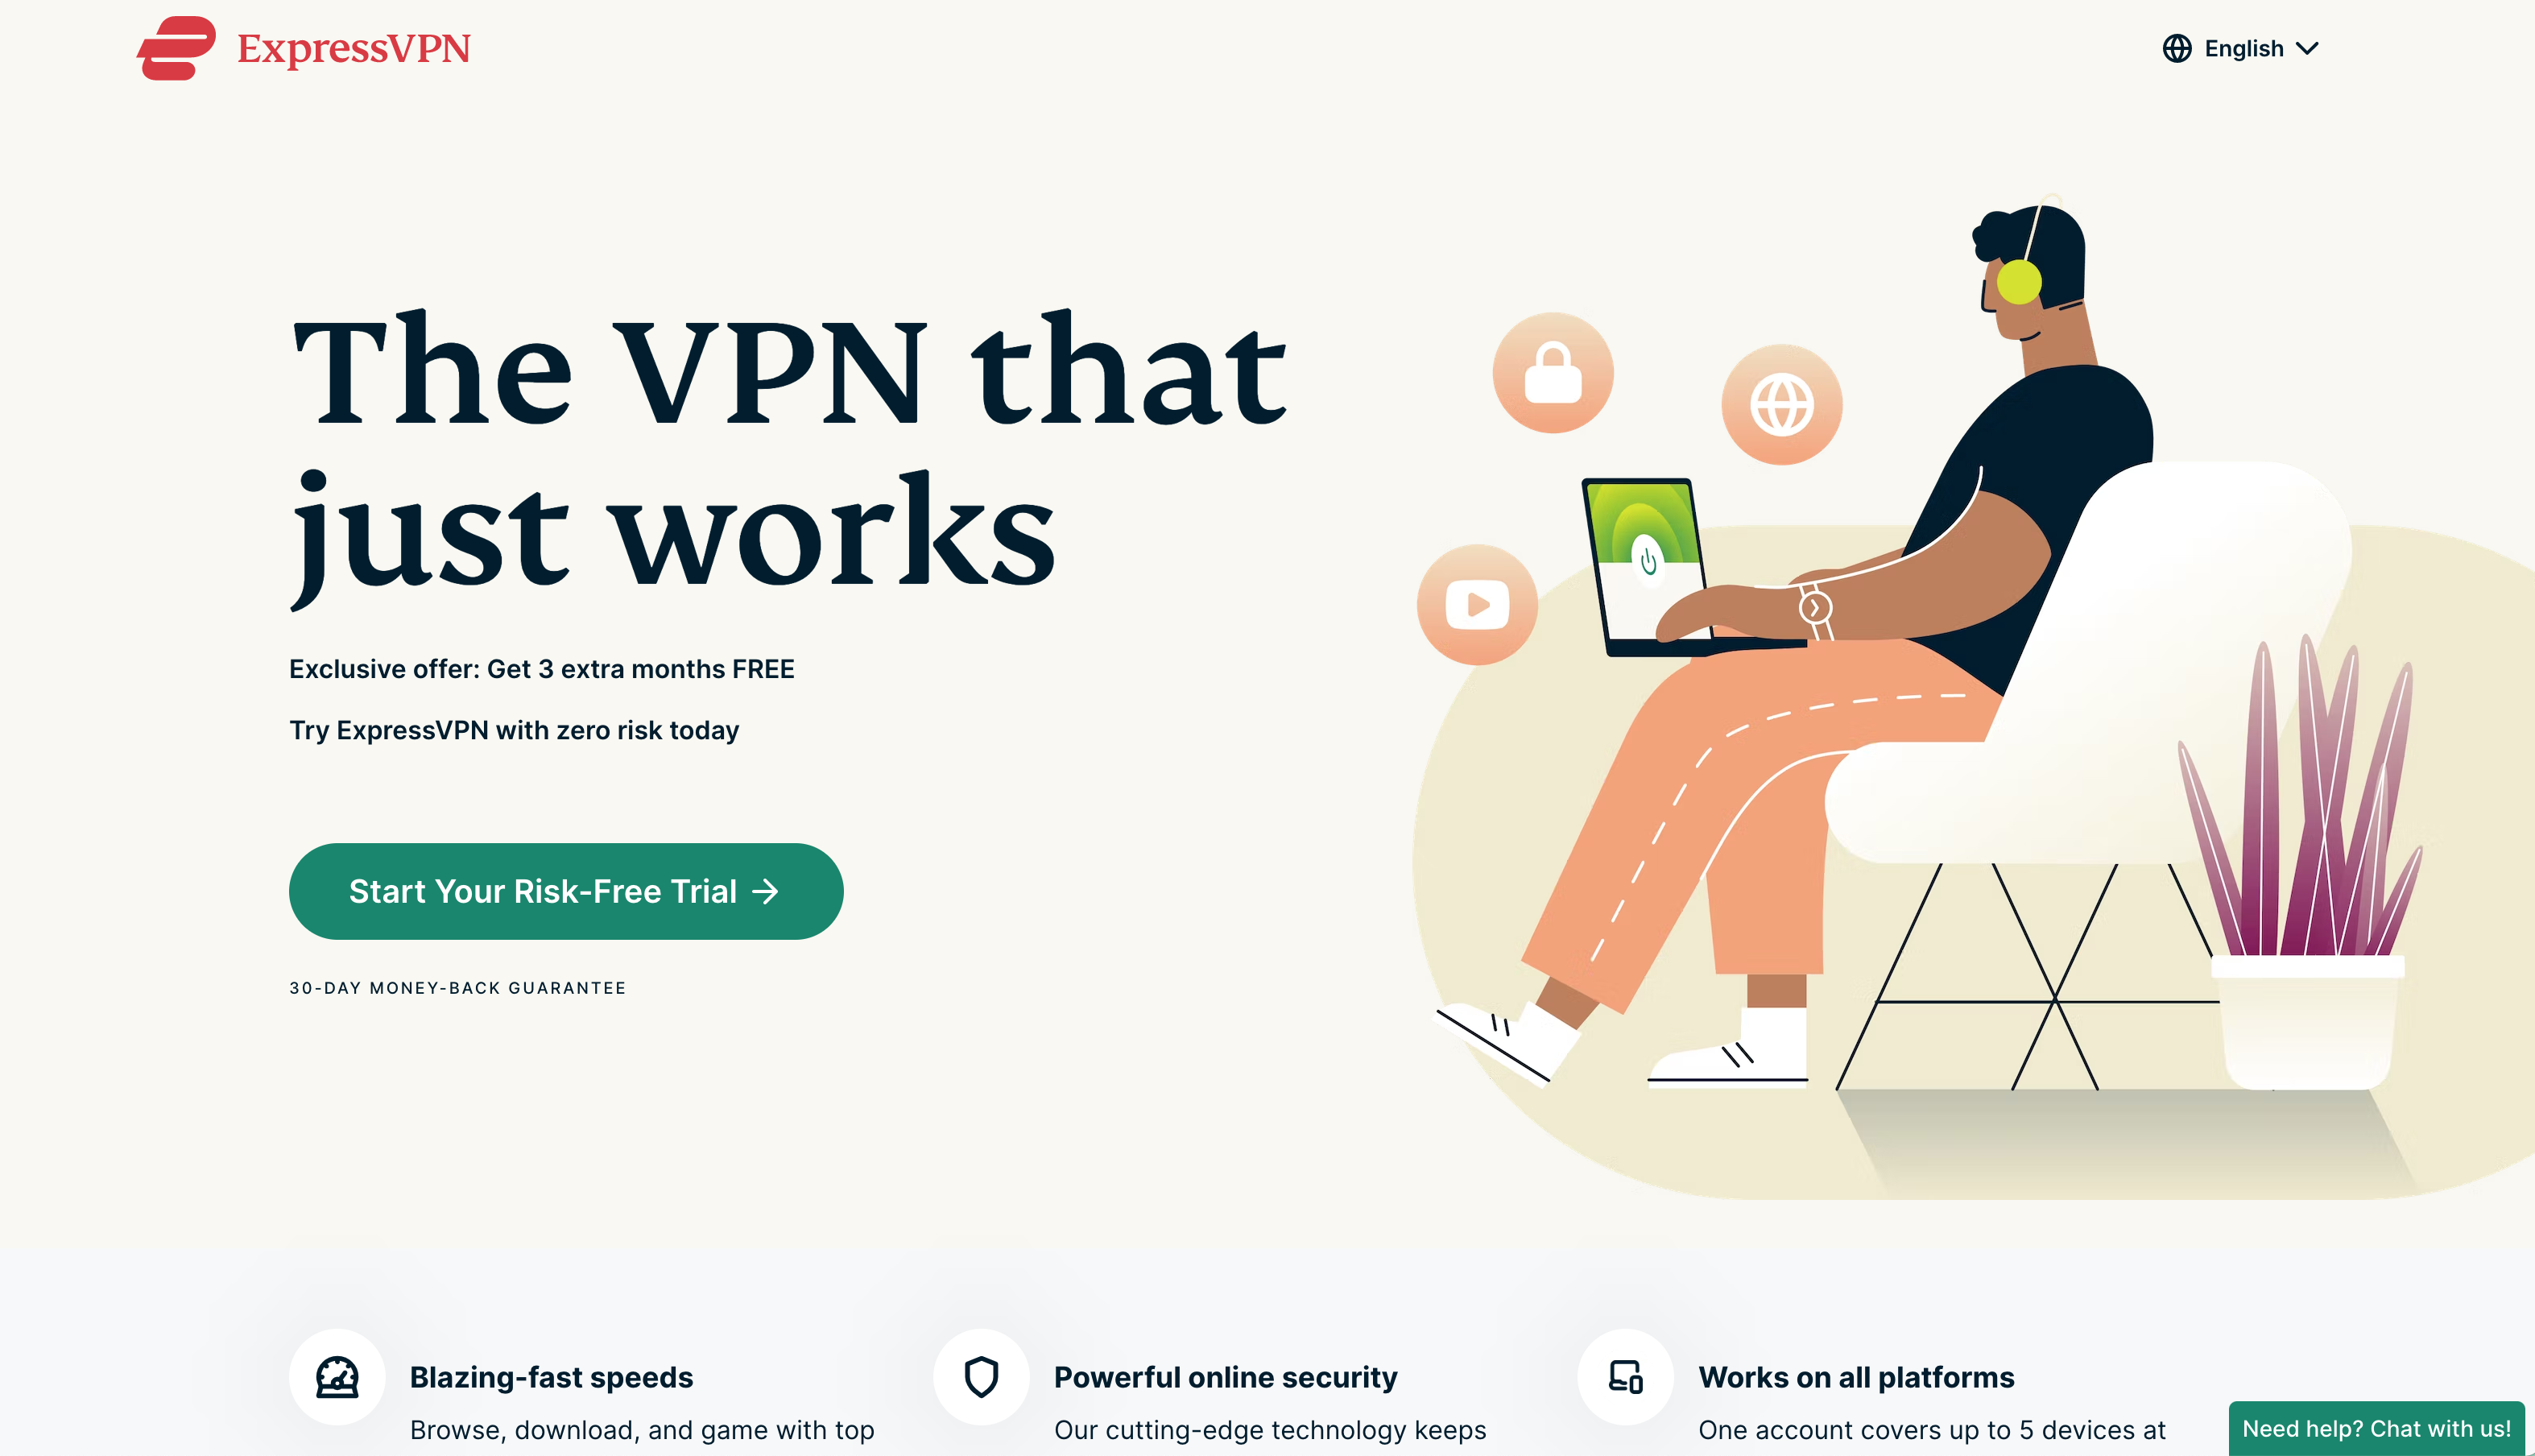 ExpressVPN
English
The VPN that
just works
Exclusive offer: Get 3 extra months FREE
Try ExpressVPN with zero risk today
Start Your Risk-Free Trial →
30-DAY MONEY-BACK GUARANTEE
Blazing-fast speeds
Browse, download, and game with top
Powerful online security
Our cutting-edge technology keeps
Works on all platforms
One account covers up to 5 devices at
Need help? Chat with us!